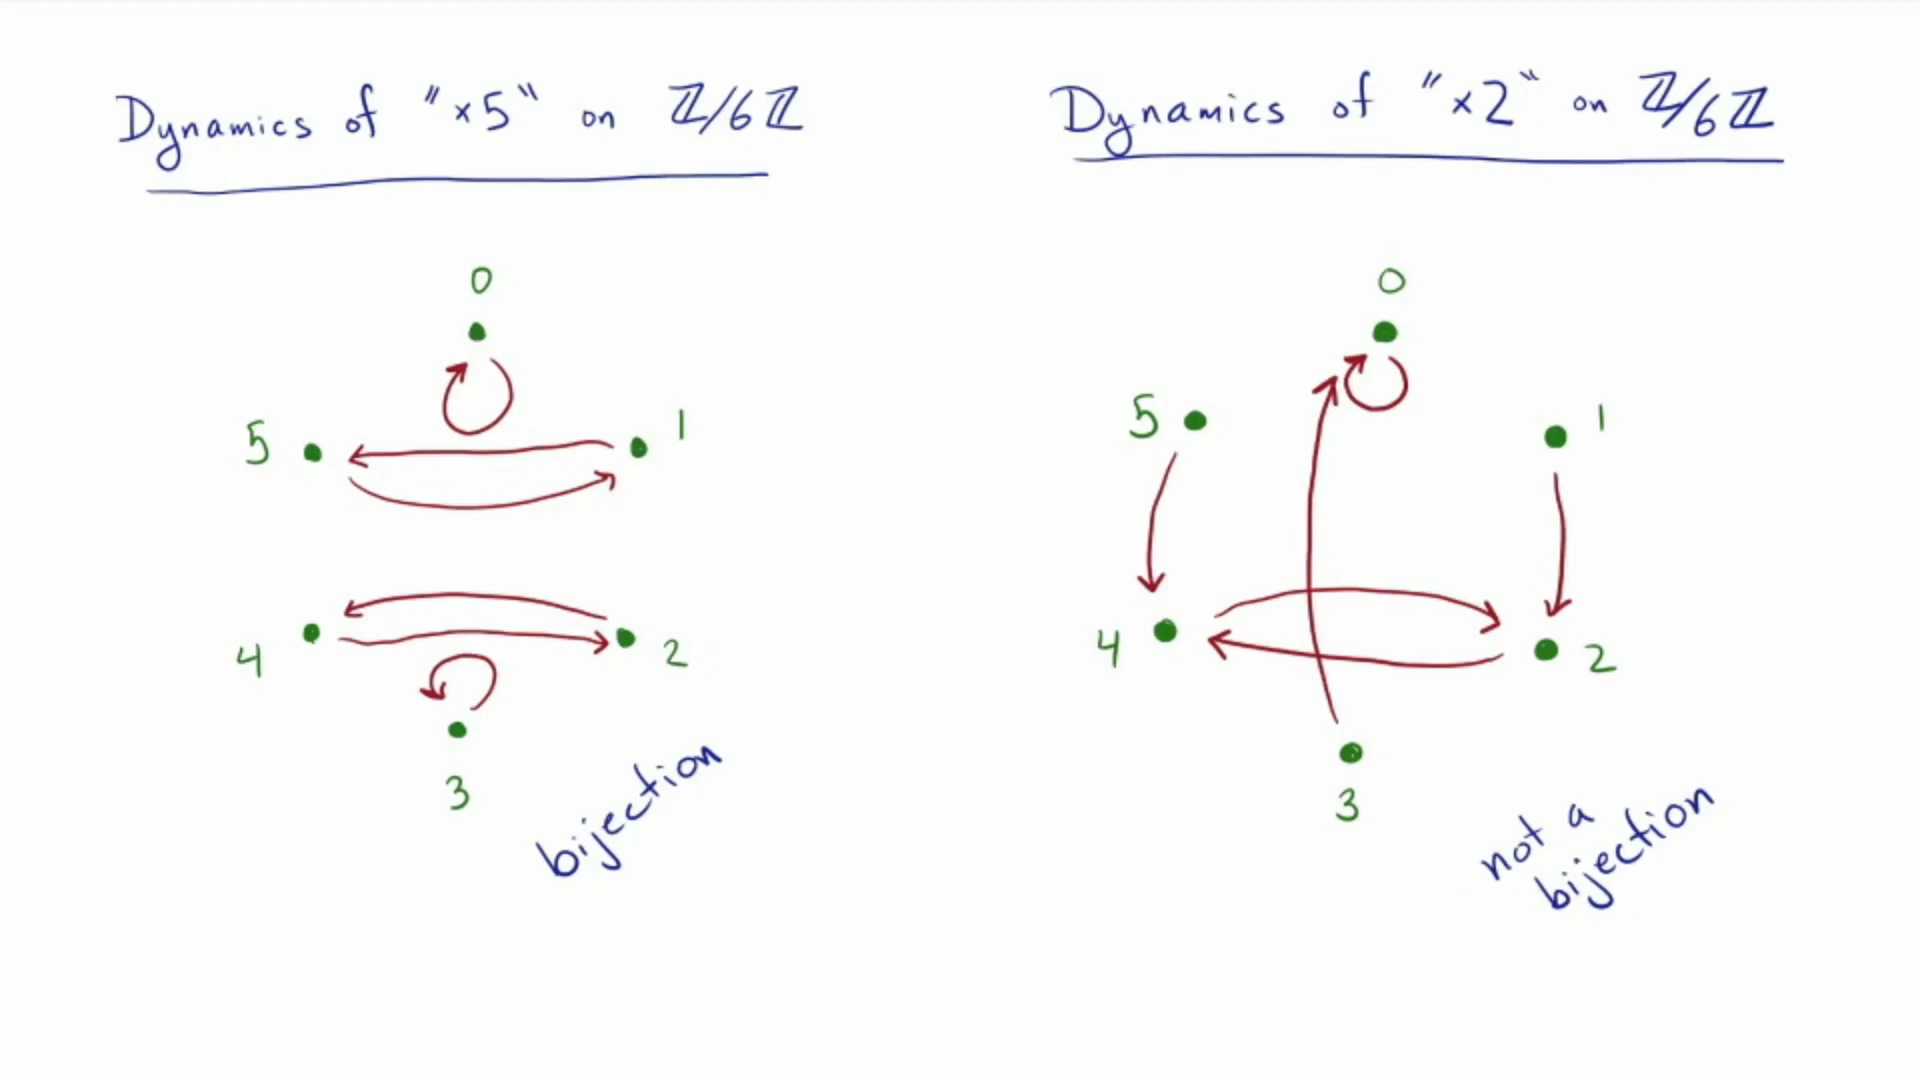 Dynamics of "×5" on ℤ/6ℤ
0
5
1
4
2
3
bijection
Dynamics of "×2" on ℤ/6ℤ
0
5
1
4
2
3
not a
bijection